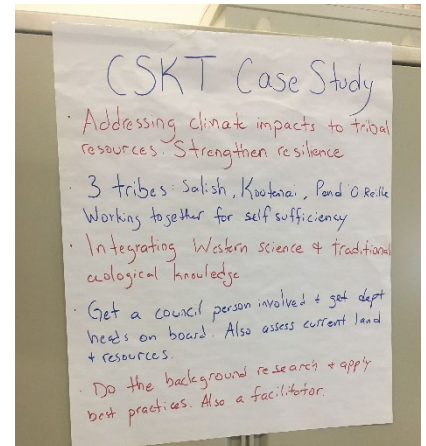 CSKT Case Study
· Addressing climate impacts to tribal
resources. Strengthen resilience
· 3 tribes: Salish, Kootenai, Pend O Reille
Working together for self sufficiency
· Integrating Western science + traditional
ecological knowledge
· Get a council person involved + get dept
heads on board. Also assess current land
+ resources.
· Do the background research + apply
best practices. Also a facilitator.